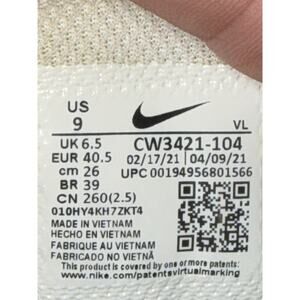 US
9
VL
UK 6.5
EUR 40.5
cm 26
BR 39
CN 260(2.5)
CW3421-104
02/17/21 04/09/21
UPC 00194956801566
010HY4KH7ZKT4
MADE IN VIETNAM
HECHO EN VIETNAM
FABRIQUE AU VIETNAM
FABRICADO NO VIETNÃ
This product is covered by one or more patents:
www.nike.com/patentsvirtualmarking